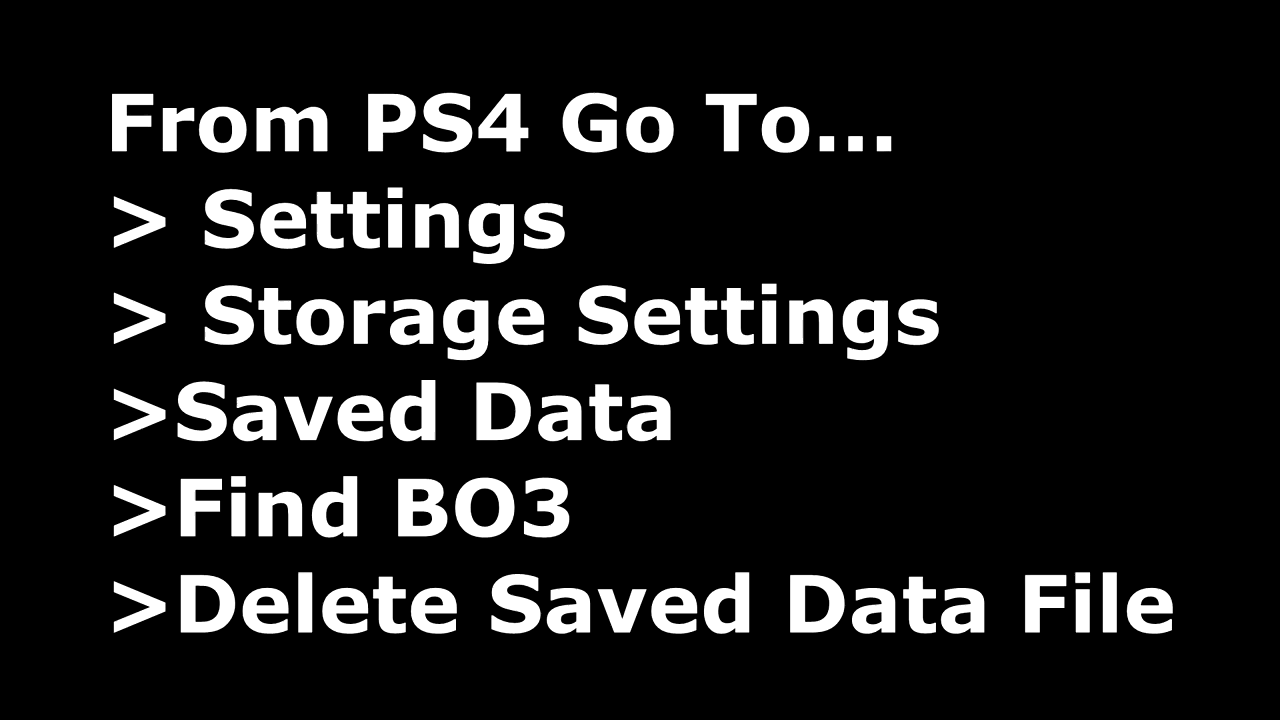 From PS4 Go To...
> Settings
> Storage Settings
>Saved Data
>Find BO3
>Delete Saved Data File